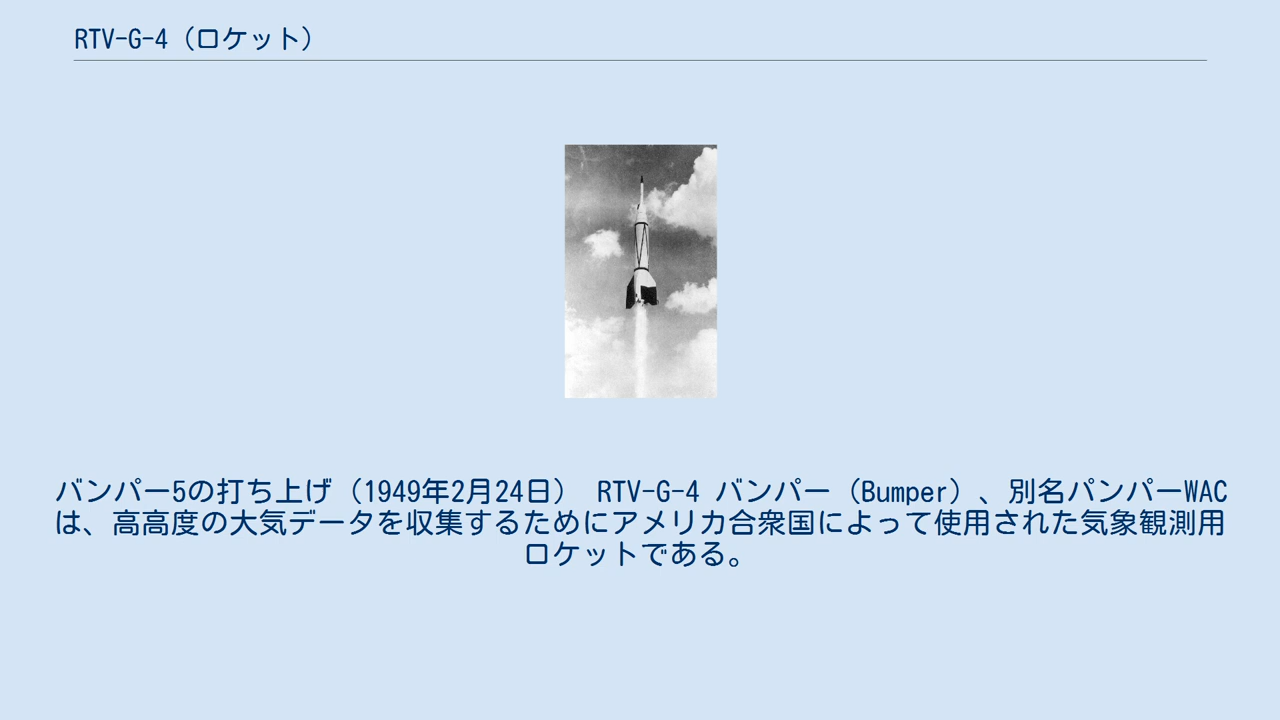 RTV-G-4（ロケット）
バンパー5の打ち上げ（1949年2月24日） RTV-G-4 バンパー（Bumper）、別名パンパーWAC
は、高高度の大気データを収集するためにアメリカ合衆国によって使用された気象観測用
ロケットである。